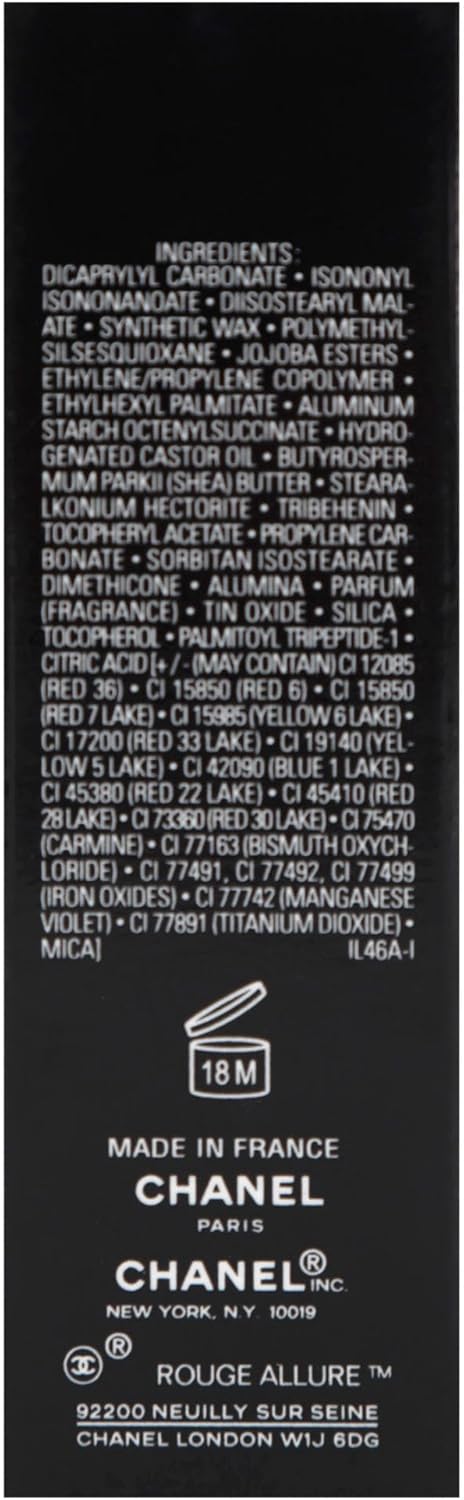 INGREDIENTS:
DICAPRYLYL CARBONATE • ISONONYL
ISONONANOATE • DIISOSTEARYL MAL-
ATE • SYNTHETIC WAX • POLYMETHYL-
SILSESQUIOXANE • JOJOBA ESTERS •
ETHYLENE/PROPYLENE COPOLYMER •
ETHYLHEXYL PALMITATE • ALUMINUM
STARCH OCTENYLSUCCINATE • HYDRO-
GENATED CASTOR OIL • BUTYROSPER-
MUM PARKII (SHEA) BUTTER • STEARA-
LKONIUM HECTORITE • TRIBEHENIN •
TOCOPHERYL ACETATE • PROPYLENE CAR-
BONATE • SORBITAN ISOSTEARATE •
DIMETHICONE • ALUMINA • PARFUM
(FRAGRANCE) • TIN OXIDE • SILICA •
TOCOPHEROL • PALMITOYL TRIPEPTIDE-1 •
CITRIC ACID [+/-(MAY CONTAIN) CI 12085
(RED 36) • CI 15850 (RED 6) • CI 15850
(RED 7 LAKE) • CI 15985 (YELLOW 6 LAKE) •
CI 17200 (RED 33 LAKE) • CI 19140 (YEL-
LOW 5 LAKE) • CI 42090 (BLUE 1 LAKE) •
CI 45380 (RED 22 LAKE) • CI 45410 (RED
28 LAKE) • CI 73360 (RED 30 LAKE) • CI 75470
(CARMINE) • CI 77163 (BISMUTH OXYCH-
LORIDE) • CI 77491, CI 77492, CI 77499
(IRON OXIDES) • CI 77742 (MANGANESE
VIOLET) • CI 77891 (TITANIUM DIOXIDE) •
MICA] IL46A-I
18 M
MADE IN FRANCE
CHANEL
PARIS
CHANEL® INC.
NEW YORK, N.Y. 10019
® ROUGE ALLURE ™
92200 NEUILLY SUR SEINE
CHANEL LONDON W1J 6DG